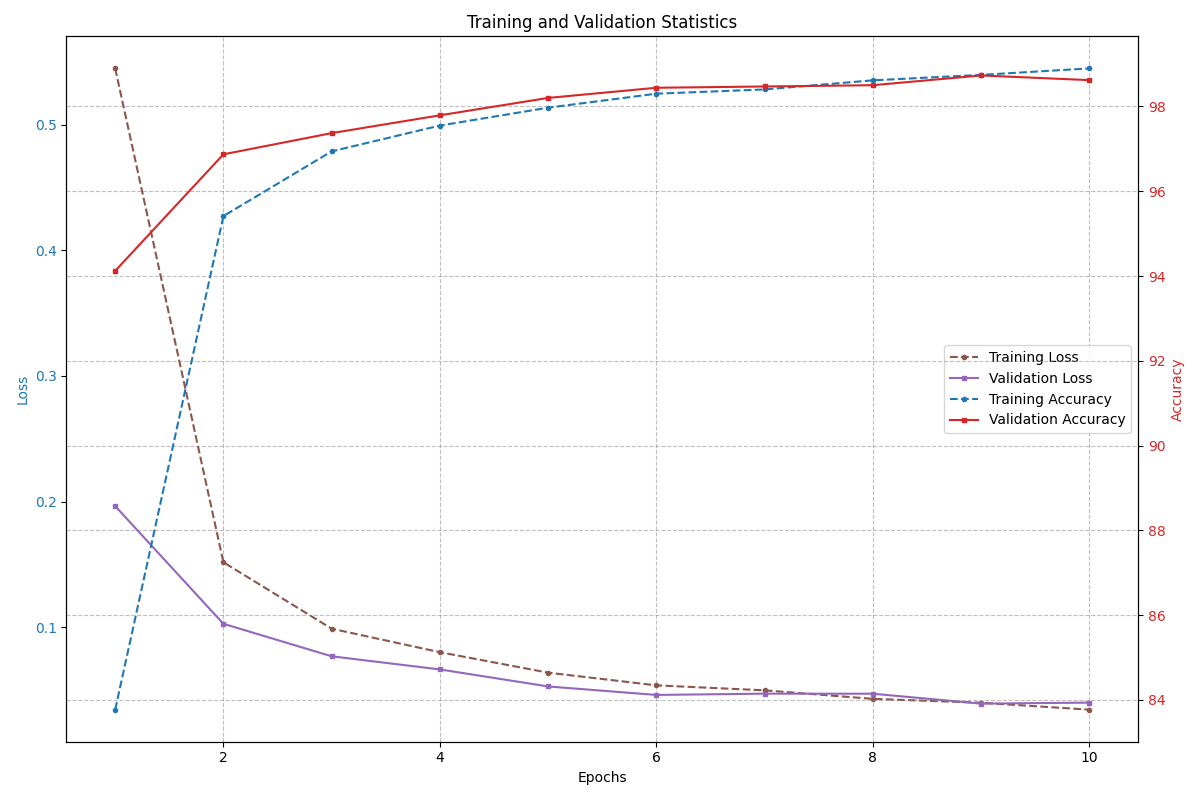 Training and Validation Statistics
Loss
0.5
0.4
0.3
0.2
0.1
98
96
94
92
90
88
86
84
Accuracy
Training Loss
Validation Loss
Training Accuracy
Validation Accuracy
2 4 6 8 10
Epochs